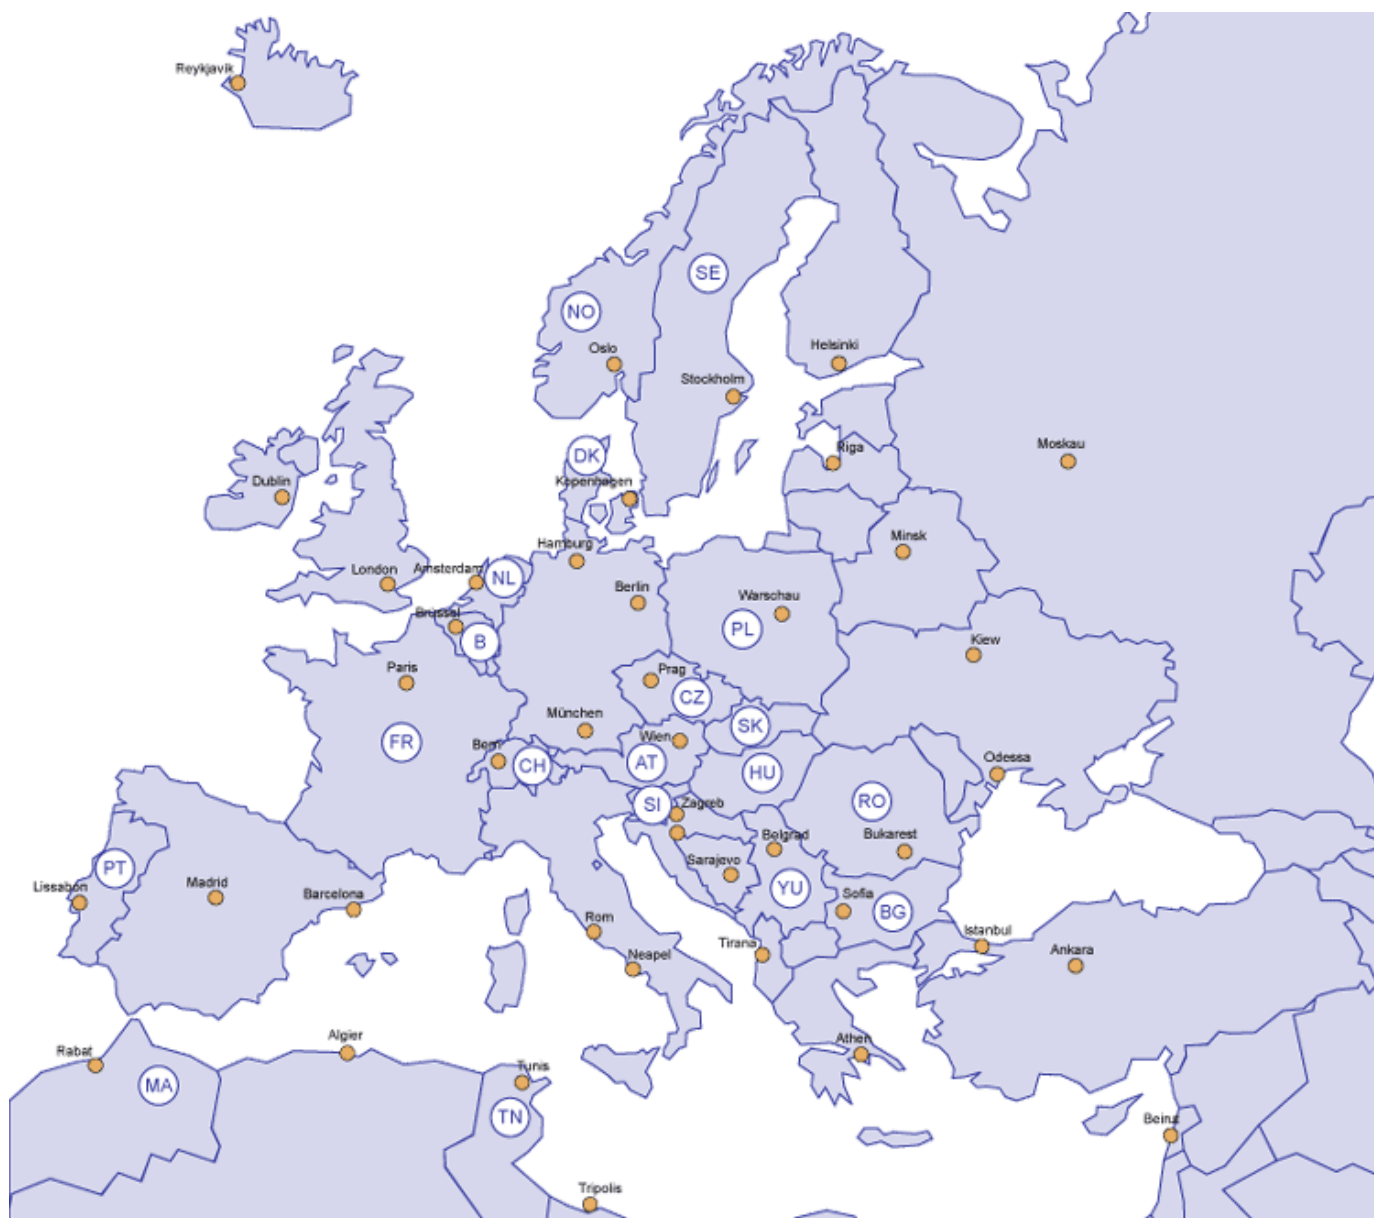 Reykjavik
SE
NO
Oslo
Helsinki
Stockholm
DK
Riga
Moskau
Dublin
Kopenhagen
Hamburg
Minsk
London
Amsterdam
NL
Berlin
Warschau
Brüssel
B
PL
Kiew
Paris
Prag
CZ
München
SK
FR
Bern
CH
Wien
AT
HU
Odessa
SI
Zagreb
RO
Belgrad
Bukarest
PT
Sarajevo
Lissabon
Madrid
Barcelona
YU
Sofia
BG
Rom
Tirana
Istanbul
Neapel
Ankara
Algier
Athen
Rabat
MA
Tunis
TN
Beirut
Tripolis